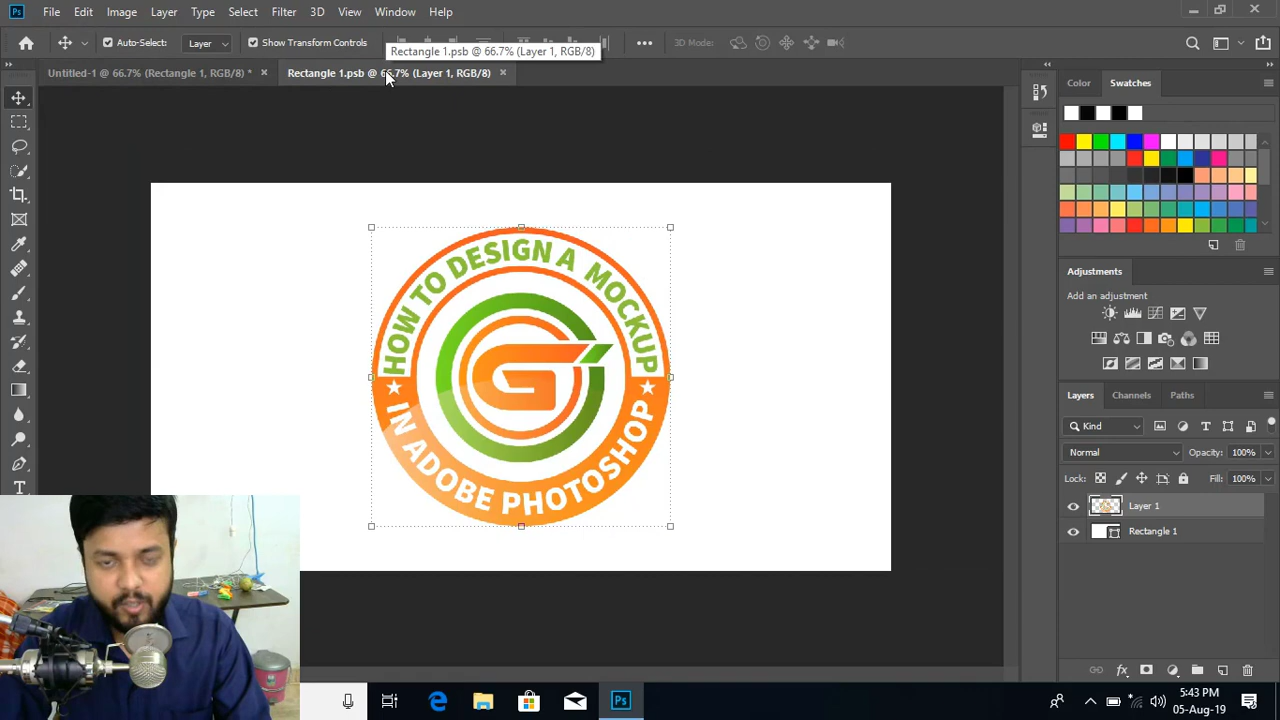 Ps File Edit Image Layer Type Select Filter 3D View Window Help
Auto-Select: Layer Show Transform Controls 3D Mode:
Rectangle 1.psb @ 66.7% (Layer 1, RGB/8)
Untitled-1 @ 66.7% (Rectangle 1, RGB/8) * Rectangle 1.psb @ 66.7% (Layer 1, RGB/8)
Color Swatches
HOW TO DESIGN A MOCKUP
G
IN ADOBE PHOTOSHOP
Adjustments
Add an adjustment
Layers Channels Paths
Kind
Normal Opacity: 100%
Lock: Fill: 100%
Layer 1
Rectangle 1
fx
Ps
5:43 PM
05-Aug-19